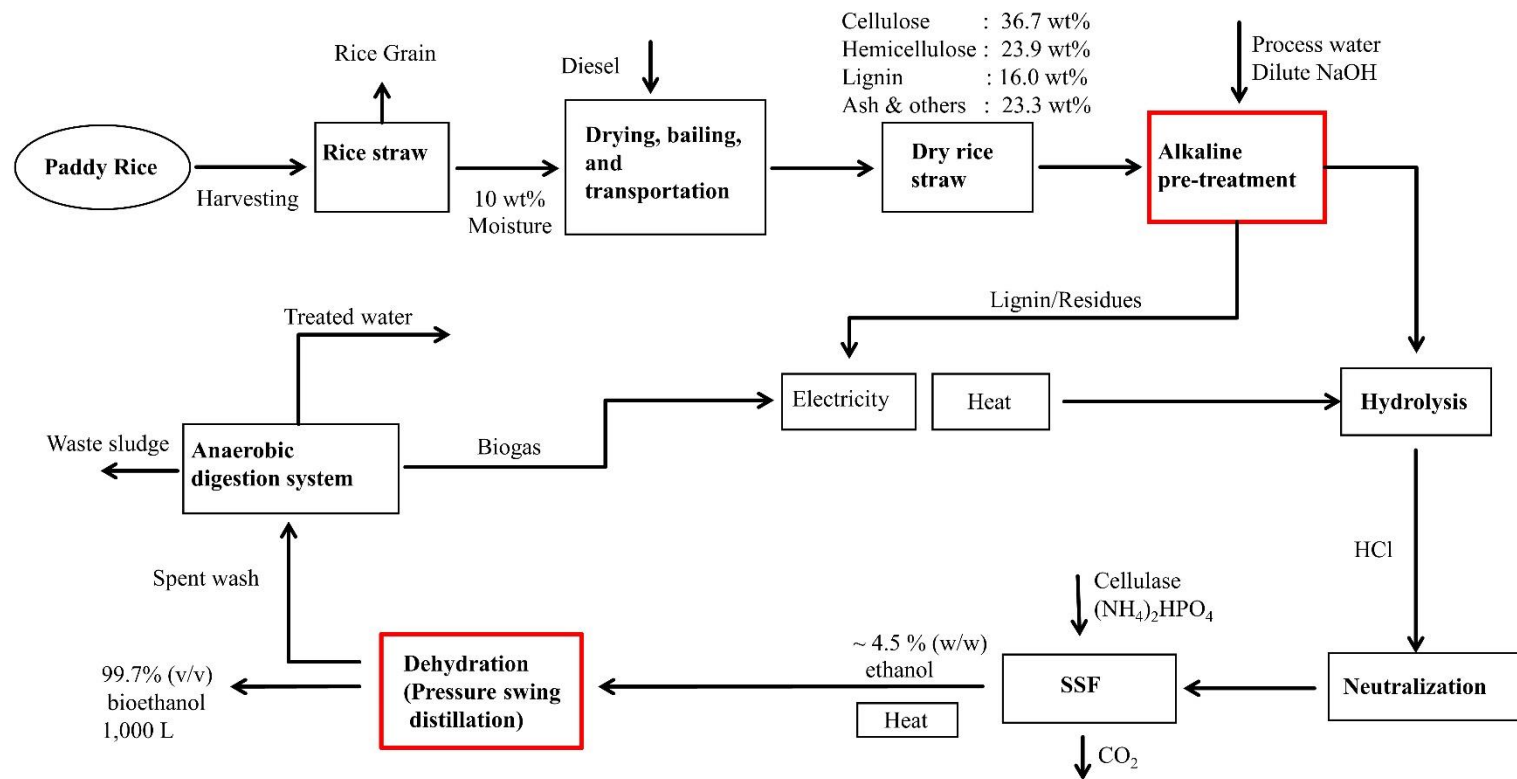 Cellulose : 36.7 wt%
Hemicellulose : 23.9 wt%
Lignin : 16.0 wt%
Ash & others : 23.3 wt%
Process water
Dilute NaOH
Rice Grain
Diesel
Paddy Rice
Harvesting
Rice straw
10 wt%
Moisture
Drying, bailing,
and
transportation
Dry rice
straw
Alkaline
pre-treatment
Lignin/Residues
Treated water
Electricity
Heat
Hydrolysis
Waste sludge
Anaerobic
digestion system
Biogas
HCl
Spent wash
Cellulase
(NH₄)₂HPO₄
99.7% (v/v)
bioethanol
1,000 L
Dehydration
(Pressure swing
distillation)
~ 4.5 % (w/w)
ethanol
Heat
SSF
Neutralization
CO₂